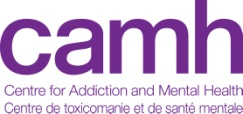 camh
Centre for Addiction and Mental Health
Centre de toxicomanie et de santé mentale